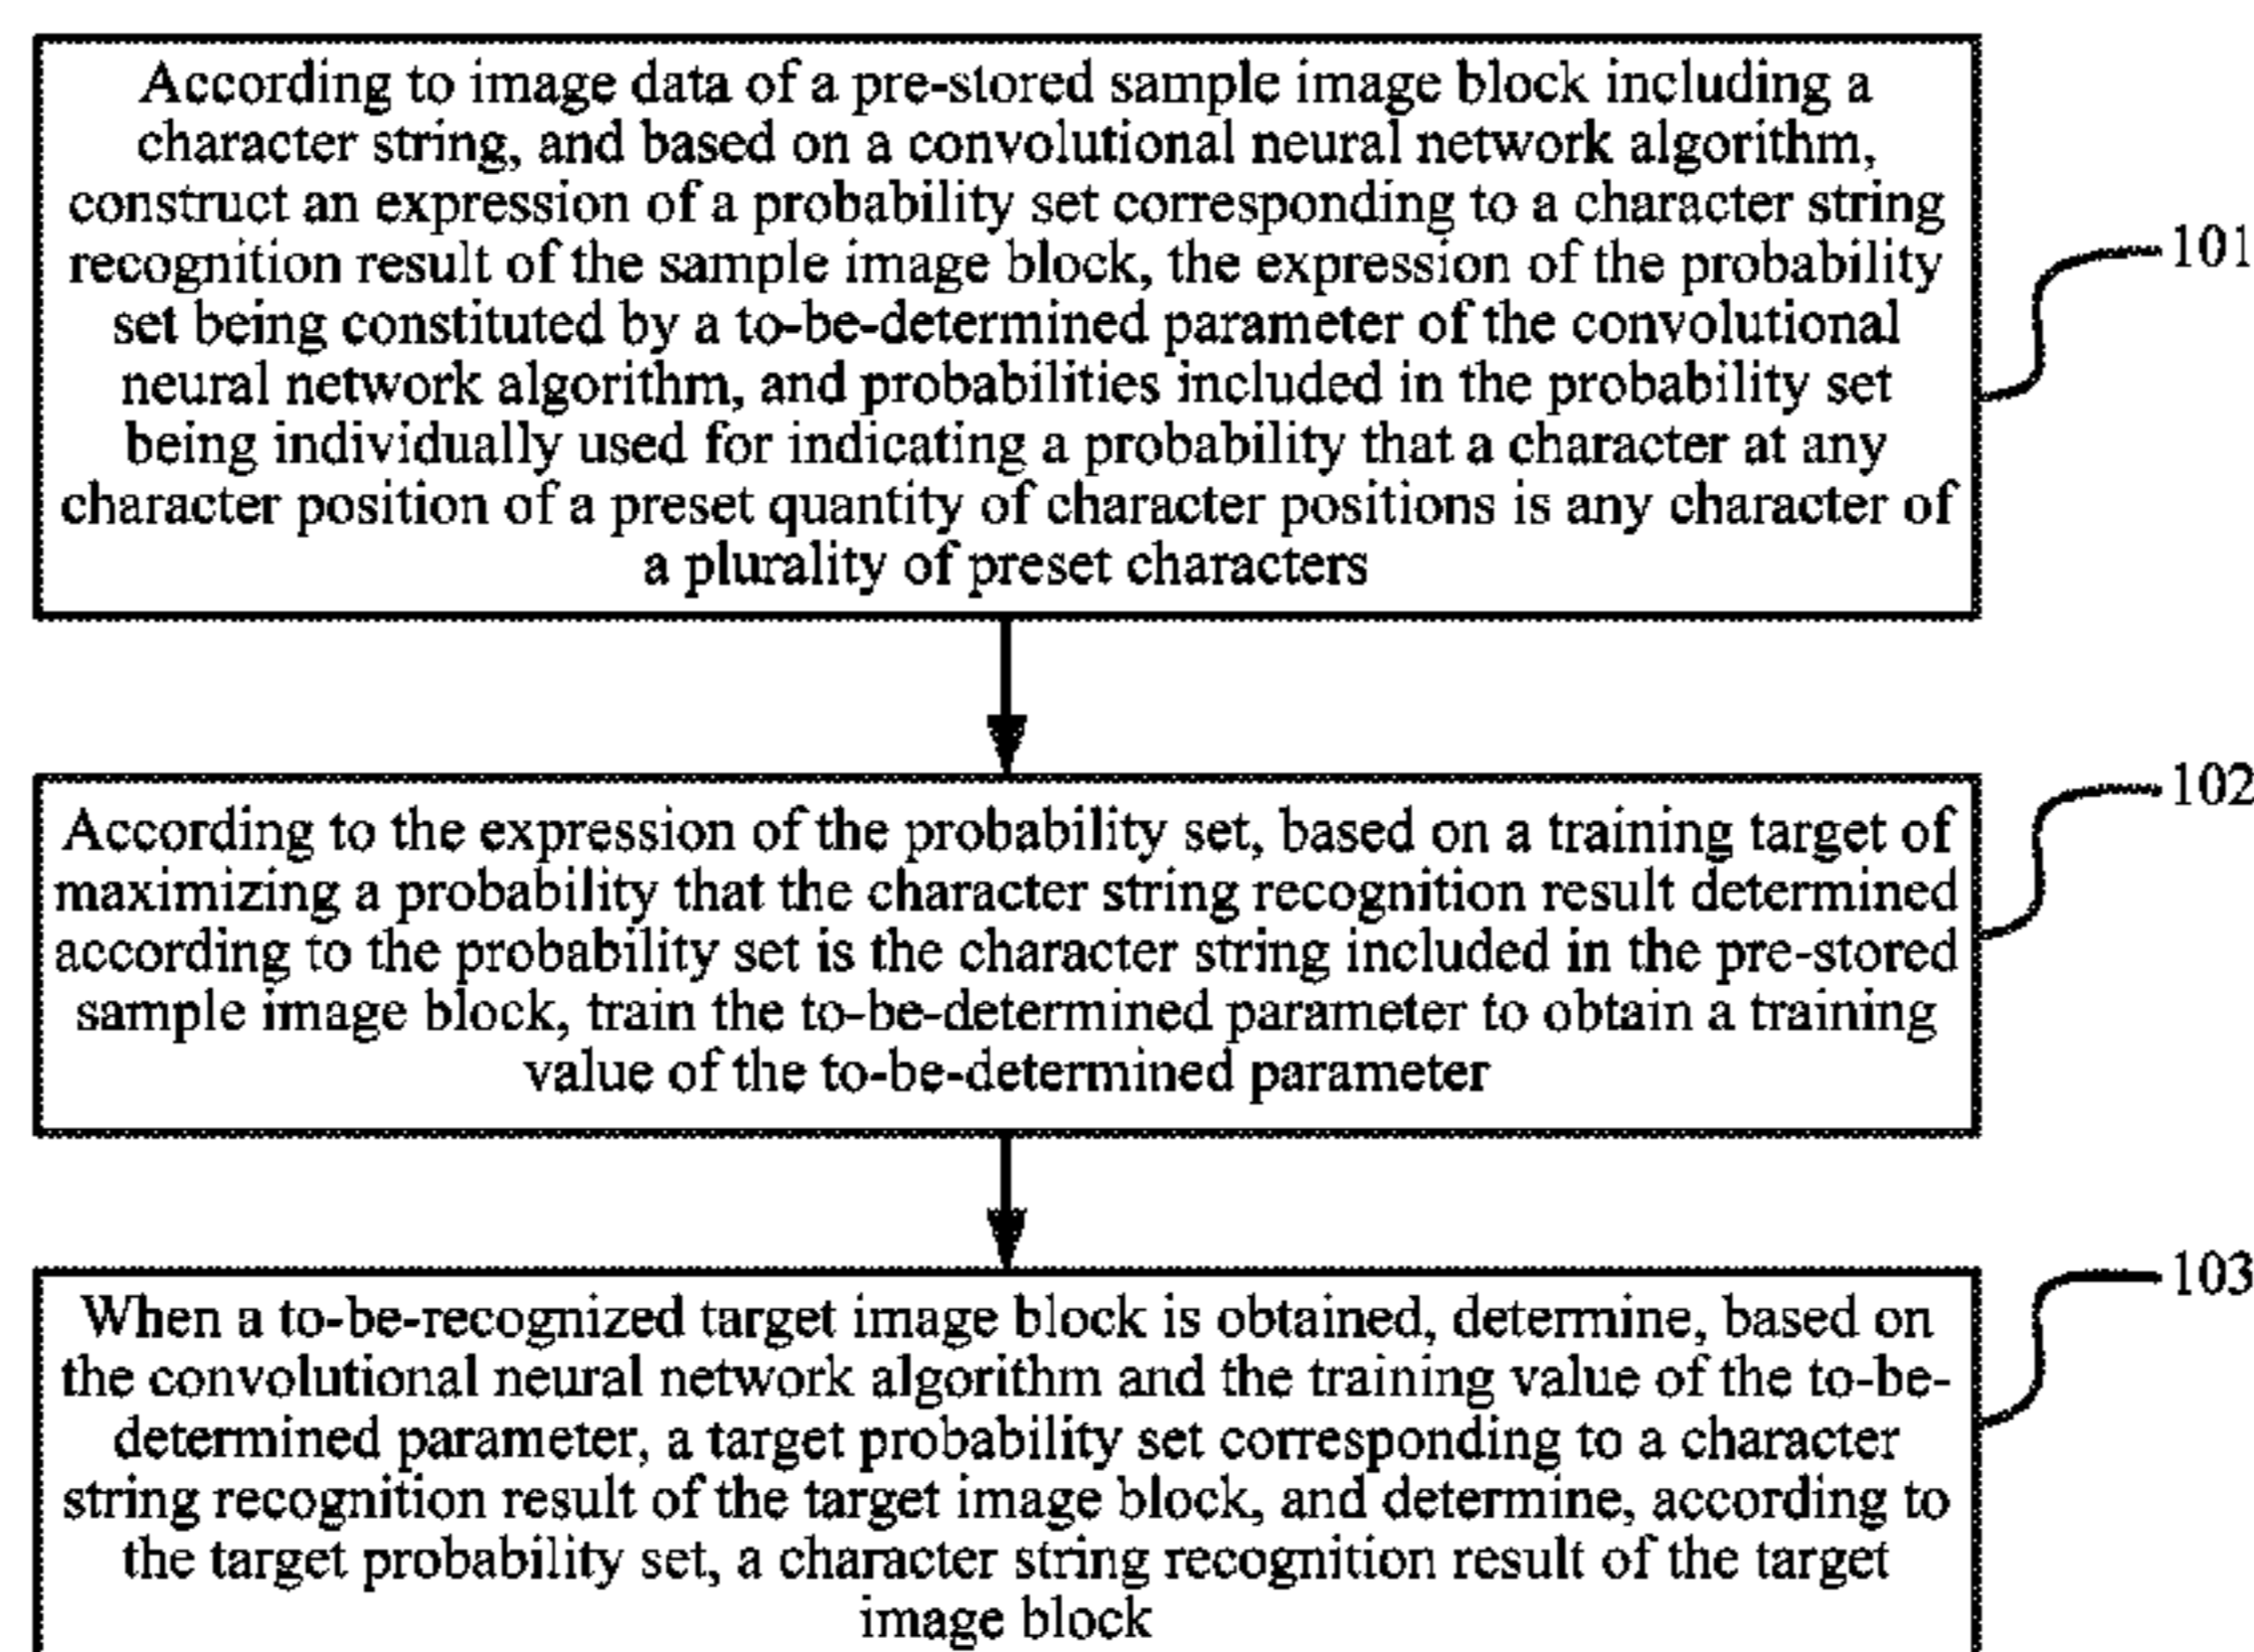 According to image data of a pre-stored sample image block including a
character string, and based on a convolutional neural network algorithm,
construct an expression of a probability set corresponding to a character string
recognition result of the sample image block, the expression of the probability
set being constituted by a to-be-determined parameter of the convolutional
neural network algorithm, and probabilities included in the probability set
being individually used for indicating a probability that a character at any
character position of a preset quantity of character positions is any character of
a plurality of preset characters
101
According to the expression of the probability set, based on a training target of
maximizing a probability that the character string recognition result determined
according to the probability set is the character string included in the pre-stored
sample image block, train the to-be-determined parameter to obtain a training
value of the to-be-determined parameter
102
When a to-be-recognized target image block is obtained, determine, based on
the convolutional neural network algorithm and the training value of the to-be-
determined parameter, a target probability set corresponding to a character
string recognition result of the target image block, and determine, according to
the target probability set, a character string recognition result of the target
image block
103